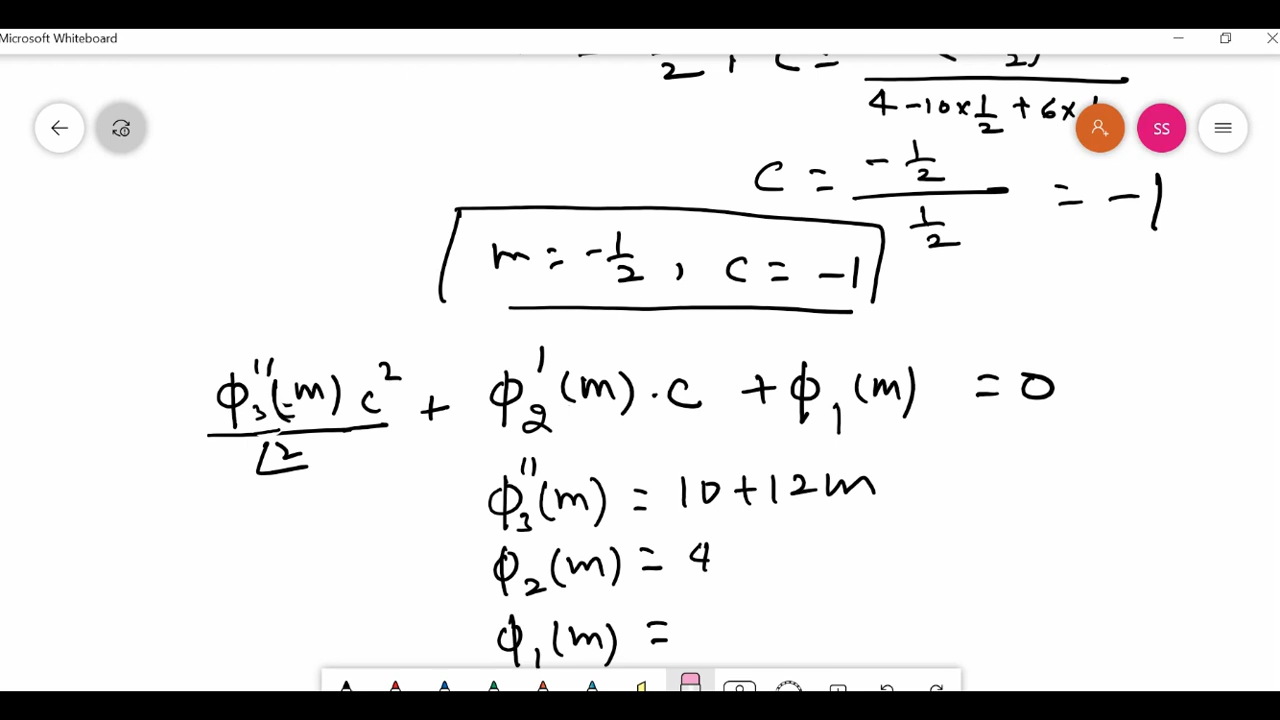 Microsoft Whiteboard
2 , c =
4 - 10 × 1/2 + 6 ×
SS
c = (- 1/2)/(1/2) = -1
m = -1/2 , c = -1
ϕ₃''(m) c²/∟2 + ϕ₂'(m) · c + ϕ₁(m) = 0
ϕ₃''(m) = 10 + 12m
ϕ₂(m) = 4
ϕ₁(m) =